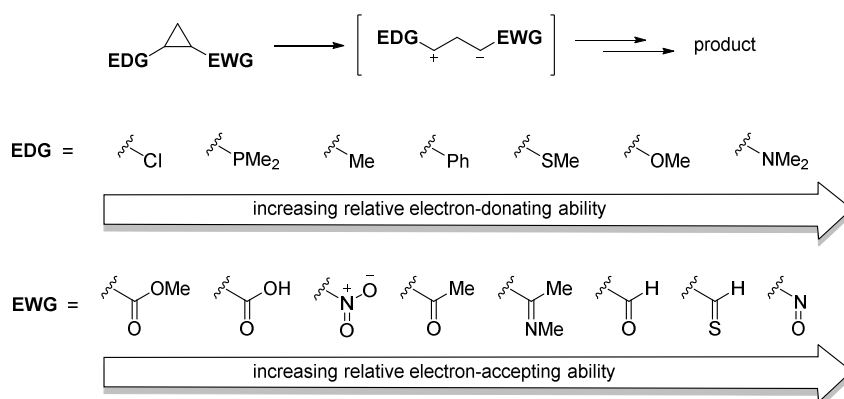 EDG EWG EDG + − EWG product
EDG = Cl PMe2 Me Ph SMe OMe NMe2
increasing relative electron-donating ability
EWG = OMe O OH O N+ O− O Me O Me NMe H O H S N O
increasing relative electron-accepting ability